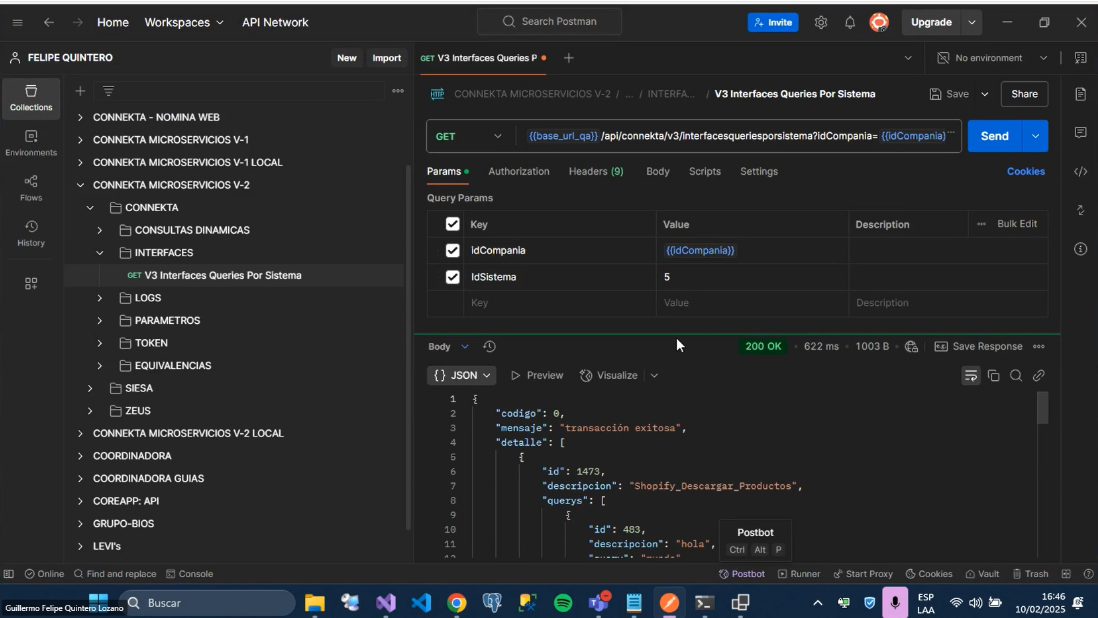 Home Workspaces API Network Search Postman Invite Upgrade
FELIPE QUINTERO New Import GET V3 Interfaces Queries P No environment
Collections
Environments
Flows
History
CONNEKTA - NOMINA WEB
CONNEKTA MICROSERVICIOS V-1
CONNEKTA MICROSERVICIOS V-1 LOCAL
CONNEKTA MICROSERVICIOS V-2
CONNEKTA
CONSULTAS DINAMICAS
INTERFACES
GET V3 Interfaces Queries Por Sistema
LOGS
PARAMETROS
TOKEN
EQUIVALENCIAS
SIESA
ZEUS
CONNEKTA MICROSERVICIOS V-2 LOCAL
COORDINADORA
COORDINADORA GUIAS
COREAPP: API
GRUPO-BIOS
LEVI's
HTTP CONNEKTA MICROSERVICIOS V-2 / ... / INTERFA... / V3 Interfaces Queries Por Sistema Save Share
GET {{base_url_qa}} /api/connekta/v3/interfacesqueriesporsistema?idCompania= {{idCompania}} ... Send
Params Authorization Headers (9) Body Scripts Settings Cookies
Query Params
Key Value Description ... Bulk Edit
idCompania {{idCompania}}
IdSistema 5
Key Value Description
Body 200 OK • 622 ms • 1003 B • e.g. Save Response
{} JSON Preview Visualize
1 {
2 "codigo": 0,
3 "mensaje": "transacción exitosa",
4 "detalle": [
5 {
6 "id": 1473,
7 "descripcion": "Shopify_Descargar_Productos",
8 "querys": [
9 {
10 "id": 483,
11 "descripcion": "hola",
Postbot
Ctrl Alt P
Online Find and replace Console Postbot Runner Start Proxy Cookies Vault Trash
Guillermo Felipe Quintero Lozano
Buscar
ESP
LAA
16:46
10/02/2025